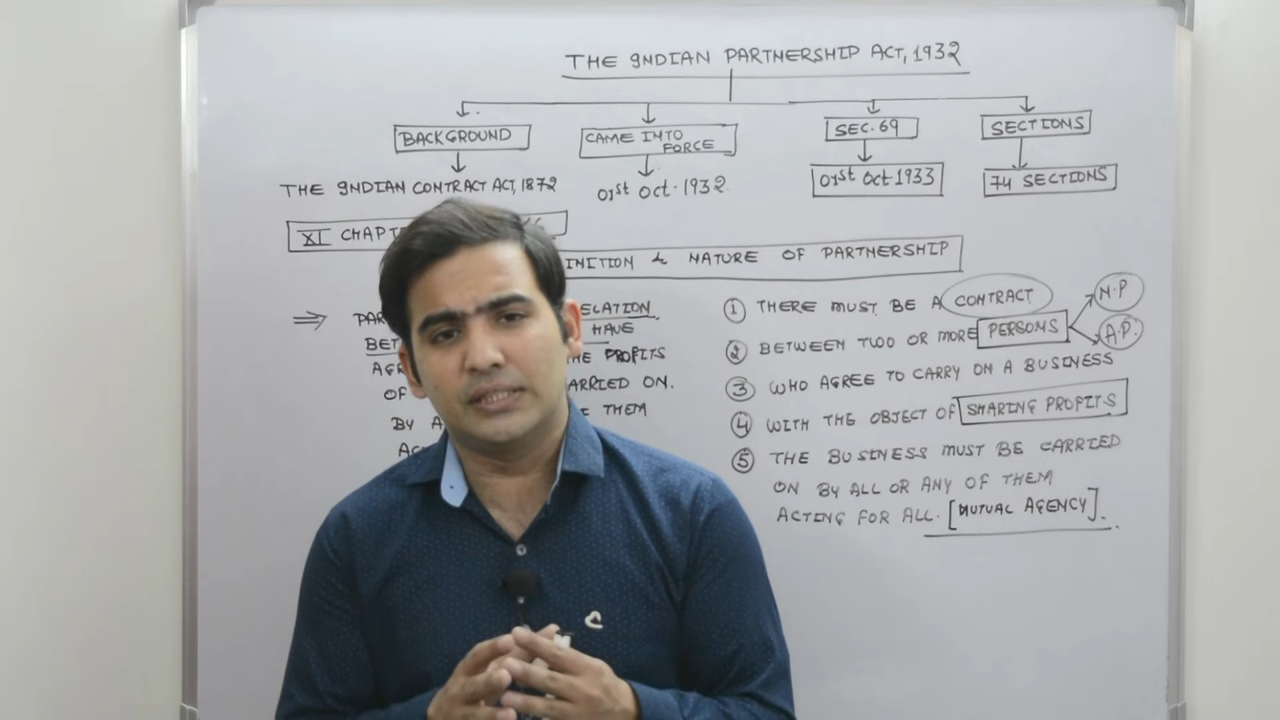 THE INDIAN PARTNERSHIP ACT, 1932
BACKGROUND
CAME INTO FORCE
SEC. 69
SECTIONS
THE INDIAN CONTRACT ACT, 1872
01st Oct. 1932.
01st Oct. 1933
74 SECTIONS
XI
NATURE OF PARTNERSHIP
HAVE
PROFITS
OF ARRIED ON.
BY THEM
① THERE MUST BE A CONTRACT
② BETWEEN TWO OR MORE PERSONS
N.P
A.P.
③ WHO AGREE TO CARRY ON A BUSINESS
④ WITH THE OBJECT OF SHARING PROFITS
⑤ THE BUSINESS MUST BE CARRIED
ON BY ALL OR ANY OF THEM
ACTING FOR ALL. [MUTUAL AGENCY].